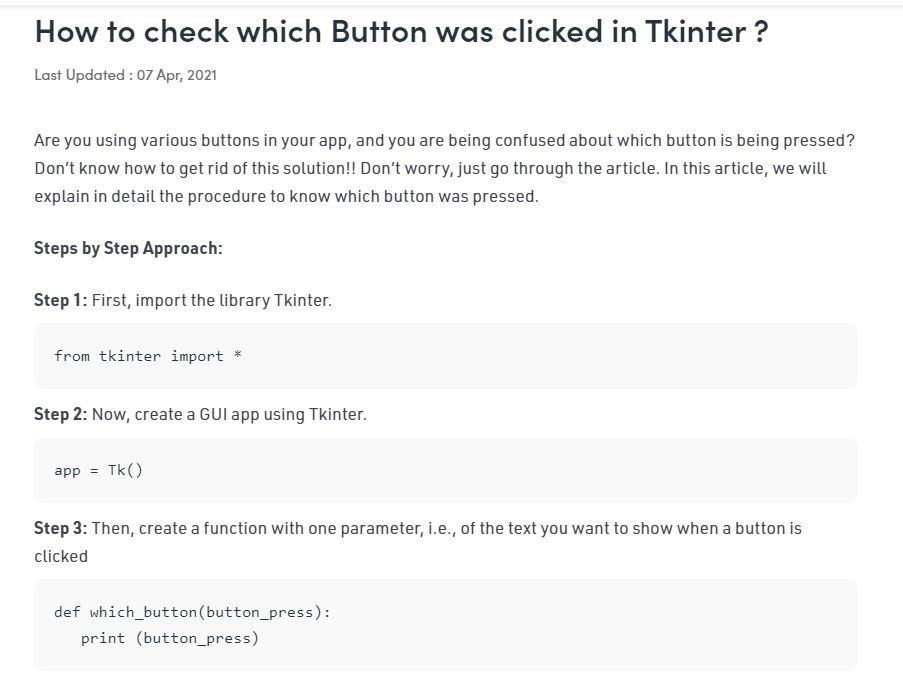 How to check which Button was clicked in Tkinter ?
Last Updated : 07 Apr, 2021
Are you using various buttons in your app, and you are being confused about which button is being pressed?
Don’t know how to get rid of this solution!! Don’t worry, just go through the article. In this article, we will
explain in detail the procedure to know which button was pressed.
Steps by Step Approach:
Step 1: First, import the library Tkinter.
from tkinter import *
Step 2: Now, create a GUI app using Tkinter.
app = Tk()
Step 3: Then, create a function with one parameter, i.e., of the text you want to show when a button is
clicked
def which_button(button_press):
   print (button_press)